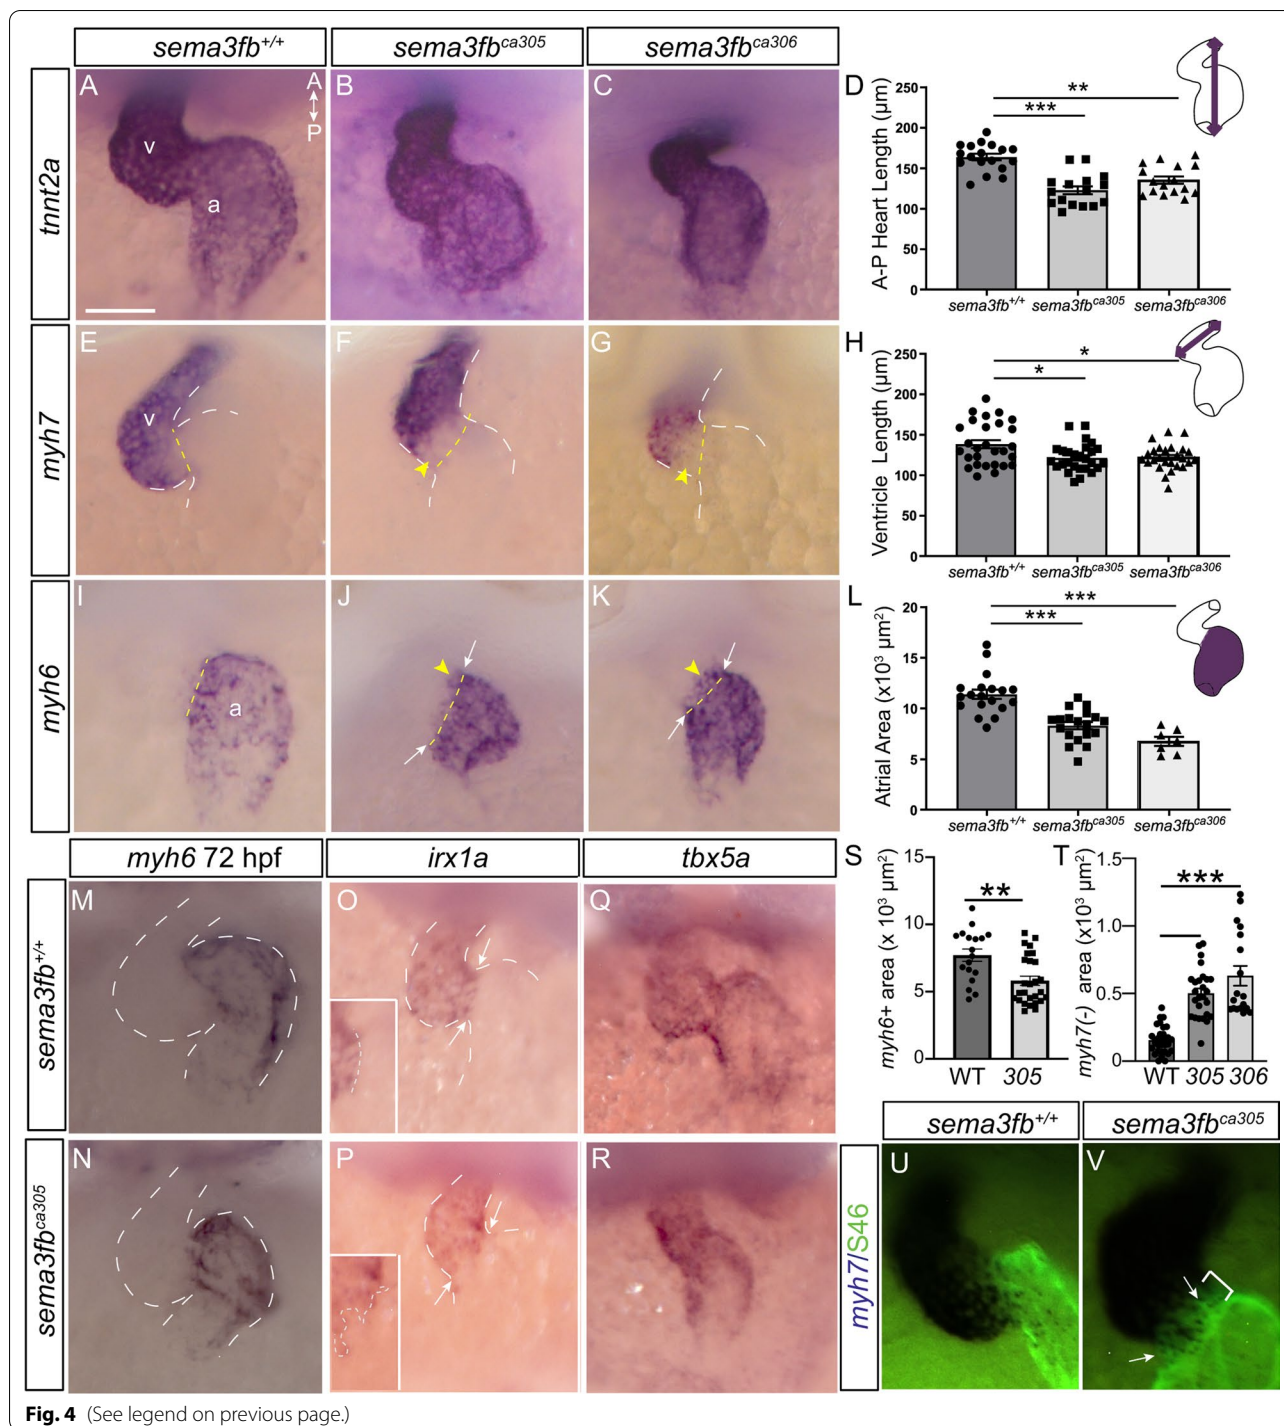 sema3fb+/+ sema3fbca305 sema3fbca306
tnnt2a
A
A
P
v
a
B
C
D
A-P Heart Length (μm)
250
200
150
100
50
0
**
***
sema3fb+/+ sema3fbca305 sema3fbca306
myh7
E
v
F
G
H
Ventricle Length (μm)
250
200
150
100
50
0
*
*
sema3fb+/+ sema3fbca305 sema3fbca306
myh6
I
a
J
K
L
Atrial Area (x10³ μm²)
20
15
10
5
0
***
***
sema3fb+/+ sema3fbca305 sema3fbca306
myh6 72 hpf irx1a tbx5a
sema3fb+/+
M
O
Q
S
myh6+ area (x 10³ μm²)
15
10
5
0
**
WT 305
T
myh7(-) area (x10³ μm²)
1.5
1.0
0.5
0
***
WT 305 306
sema3fbca305
N
P
R
sema3fb+/+ sema3fbca305
myh7/S46
U
V
Fig. 4 (See legend on previous page.)